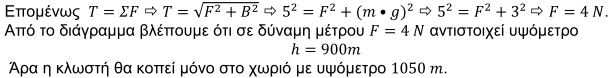 Επομένως T = ΣF ⇨ T = √(F² + B²) ⇨ 5² = F² + (m • g)² ⇨ 5² = F² + 3² ⇨ F = 4 N.
Από το διάγραμμα βλέπουμε ότι σε δύναμη μέτρου F = 4 N αντιστοιχεί υψόμετρο
h = 900m
Άρα η κλωστή θα κοπεί μόνο στο χωριό με υψόμετρο 1050 m.